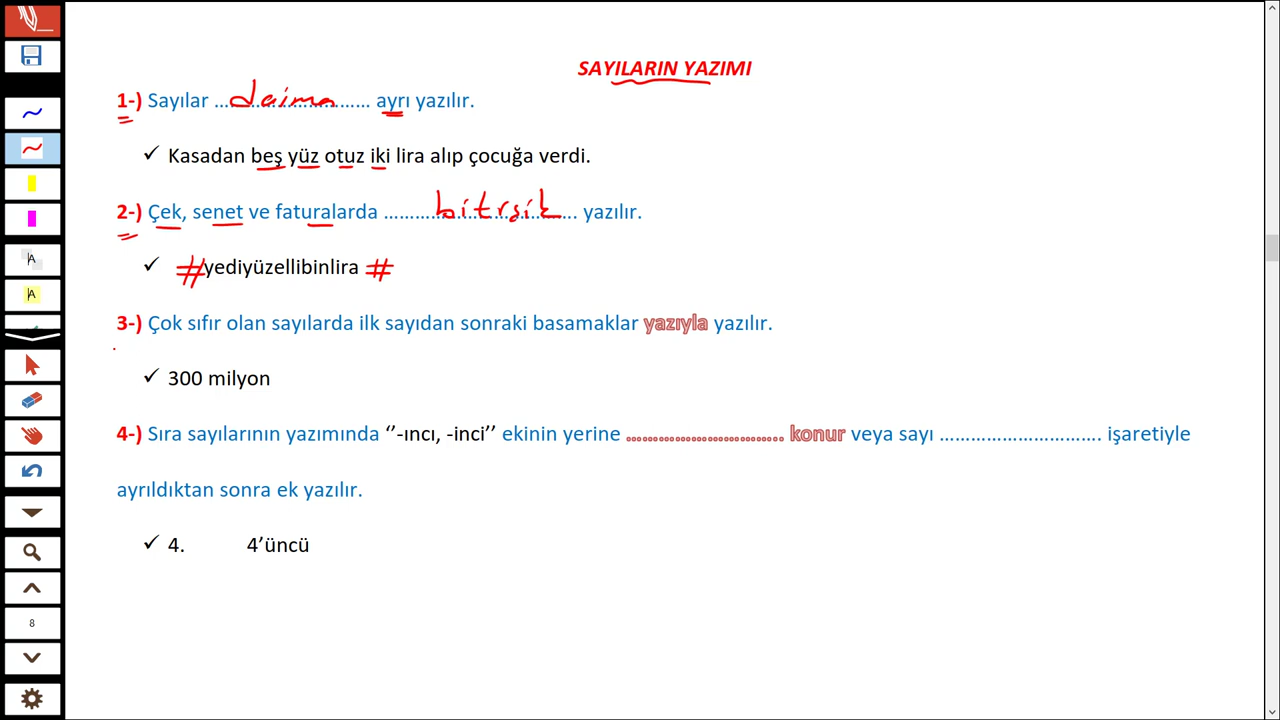 SAYILARIN YAZIMI
1-) Sayılar ...daima... ayrı yazılır.
✓ Kasadan beş yüz otuz iki lira alıp çocuğa verdi.
2-) Çek, senet ve faturalarda ...bitrşik... yazılır.
✓ #yediyüzellibinlira #
3-) Çok sıfır olan sayılarda ilk sayıdan sonraki basamaklar yazıyla yazılır.
✓ 300 milyon
4-) Sıra sayılarının yazımında ‘’-ıncı, -inci’’ ekinin yerine ................................ konur veya sayı ................................ işaretiyle
ayrıldıktan sonra ek yazılır.
✓ 4. 4’üncü
A
A
8